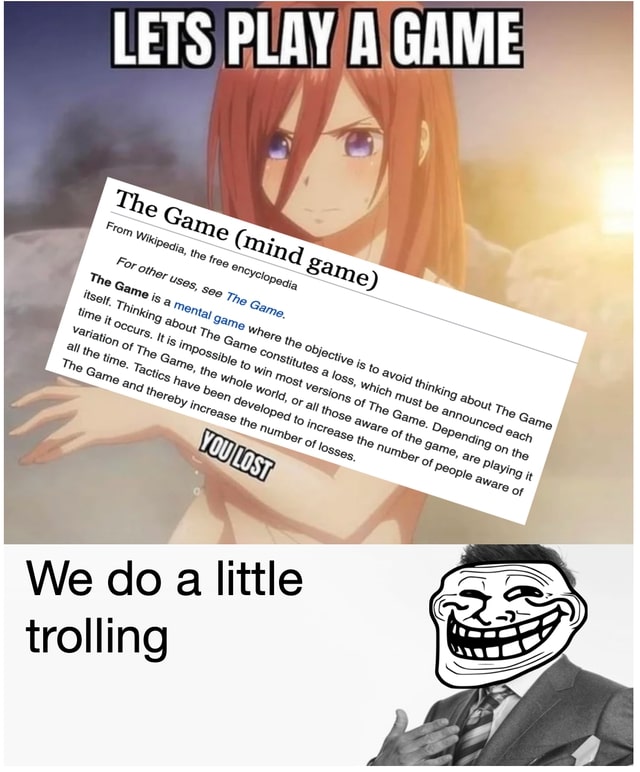 LETS PLAY A GAME
The Game (mind game)
From Wikipedia, the free encyclopedia
For other uses, see The Game.
The Game is a mental game where the objective is to avoid thinking about The Game
itself. Thinking about The Game constitutes a loss, which must be announced each
time it occurs. It is impossible to win most versions of The Game. Depending on the
variation of The Game, the whole world, or all those aware of the game, are playing it
all the time. Tactics have been developed to increase the number of people aware of
The Game and thereby increase the number of losses.
YOU LOST
We do a little
trolling